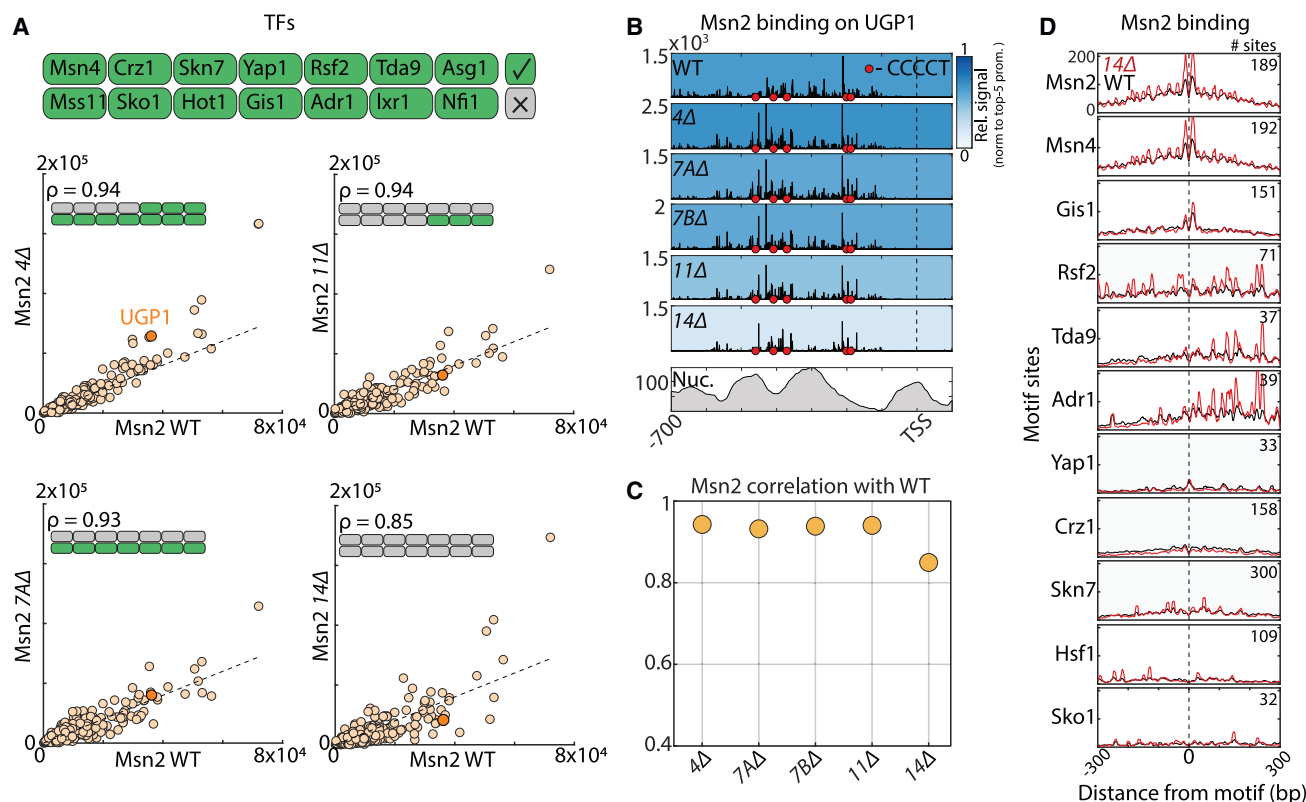 A
TFs
Msn4 Crz1 Skn7 Yap1 Rsf2 Tda9 Asg1 ✓
Mss11 Sko1 Hot1 Gis1 Adr1 Ixr1 Nfi1 ×
2x10⁵
ρ = 0.94
UGP1
Msn2 4Δ
0
0
Msn2 WT
8x10⁴
2x10⁵
ρ = 0.94
Msn2 11Δ
0
0
Msn2 WT
8x10⁴
2x10⁵
ρ = 0.93
Msn2 7AΔ
0
0
Msn2 WT
8x10⁴
2x10⁵
ρ = 0.85
Msn2 14Δ
0
0
Msn2 WT
8x10⁴
B
Msn2 binding on UGP1
x10³
1.5
WT
- CCCCT
2.5
4Δ
1.5
7AΔ
2
7BΔ
1.5
11Δ
1.5
14Δ
100
Nuc.
-700
TSS
1
0
Rel. signal
(norm to top-5 prom.)
C
Msn2 correlation with WT
1
0.8
0.6
0.4
4Δ
7AΔ
7BΔ
11Δ
14Δ
D
Msn2 binding
# sites
200
0
14Δ
WT
Msn2
189
Msn4
192
Gis1
151
Rsf2
71
Tda9
37
Adr1
39
Yap1
33
Crz1
158
Skn7
300
Hsf1
109
Sko1
32
Motif sites
-300
0
300
Distance from motif (bp)